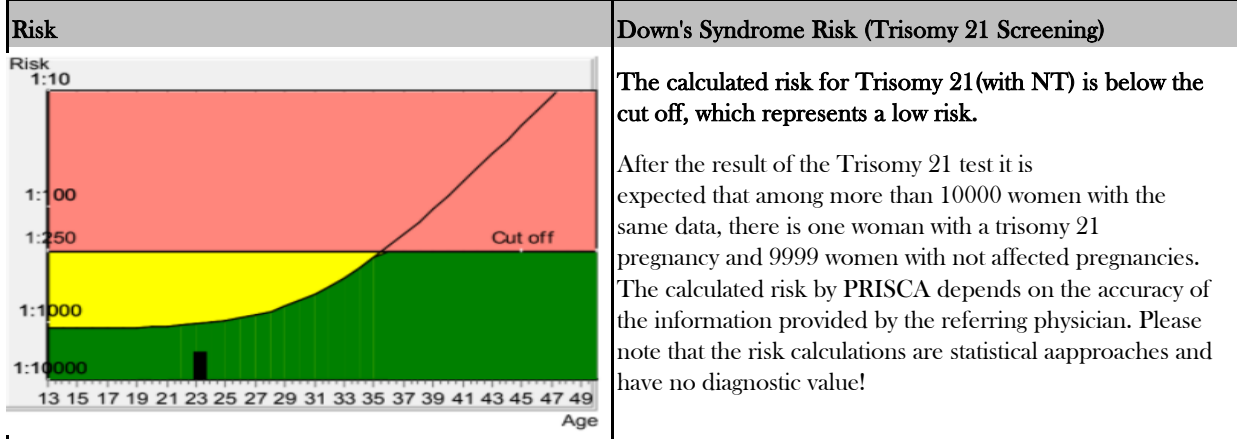 Risk
Down's Syndrome Risk (Trisomy 21 Screening)
Risk
1:10
1:100
1:250
Cut off
1:1000
1:10000
13 15 17 19 21 23 25 27 29 31 33 35 37 39 41 43 45 47 49
Age
The calculated risk for Trisomy 21(with NT) is below the
cut off, which represents a low risk.
After the result of the Trisomy 21 test it is
expected that among more than 10000 women with the
same data, there is one woman with a trisomy 21
pregnancy and 9999 women with not affected pregnancies.
The calculated risk by PRISCA depends on the accuracy of
the information provided by the referring physician. Please
note that the risk calculations are statistical aapproaches and
have no diagnostic value!